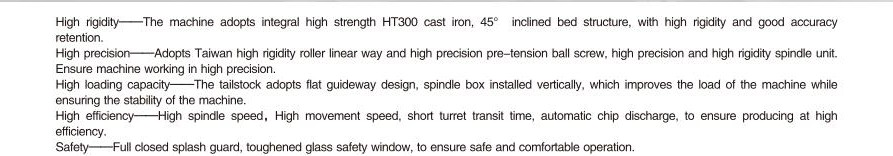 High rigidity——The machine adopts integral high strength HT300 cast iron, 45° inclined bed structure, with high rigidity and good accuracy
retention.
High precision——Adopts Taiwan high rigidity roller linear way and high precision pre-tension ball screw, high precision and high rigidity spindle unit.
Ensure machine working in high precision.
High loading capacity——The tailstock adopts flat guideway design, spindle box installed vertically, which improves the load of the machine while
ensuring the stability of the machine.
High efficiency——High spindle speed, High movement speed, short turret transit time, automatic chip discharge, to ensure producing at high
efficiency.
Safety——Full closed splash guard, toughened glass safety window, to ensure safe and comfortable operation.